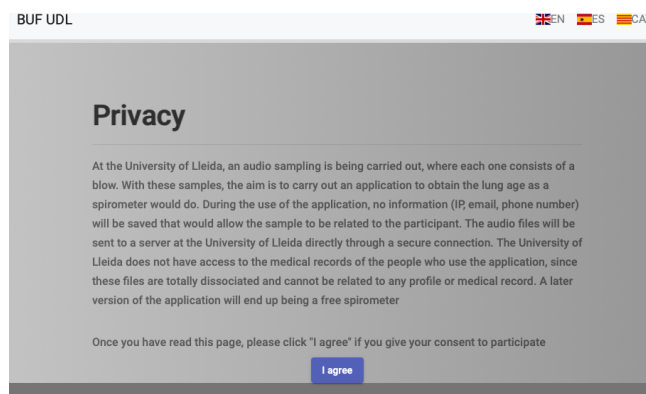 BUF UDL
EN ES CA
Privacy
At the University of Lleida, an audio sampling is being carried out, where each one consists of a
blow. With these samples, the aim is to carry out an application to obtain the lung age as a
spirometer would do. During the use of the application, no information (IP, email, phone number)
will be saved that would allow the sample to be related to the participant. The audio files will be
sent to a server at the University of Lleida directly through a secure connection. The University of
Lleida does not have access to the medical records of the people who use the application, since
these files are totally dissociated and cannot be related to any profile or medical record. A later
version of the application will end up being a free spirometer
Once you have read this page, please click "I agree" if you give your consent to participate
I agree